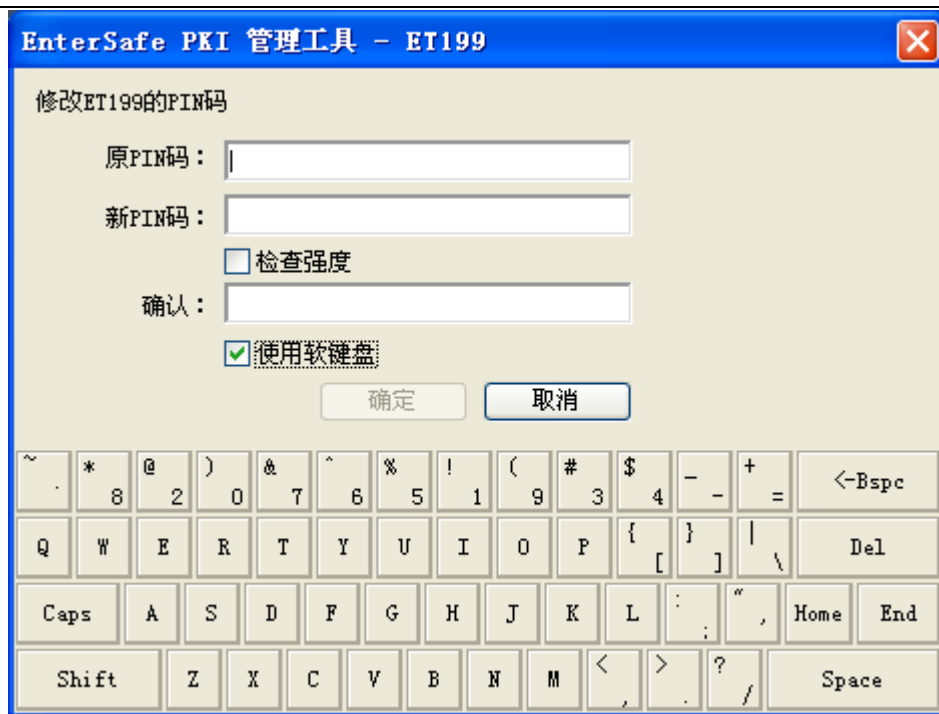 EnterSafe PKI 管理工具 - ET199
修改ET199的PIN码
原PIN码：
新PIN码：
检查强度
确认：
使用软键盘
确定 取消
~ * @ ) & ^ % ! ( # $ _ +
. 8 2 0 7 6 5 1 9 3 4 - = <-Bspc
Q W E R T Y U I O P { [ } ] | \ Del
Caps A S D F G H J K L : ; " , Home End
Shift Z X C V B N M < , > . ? / Space